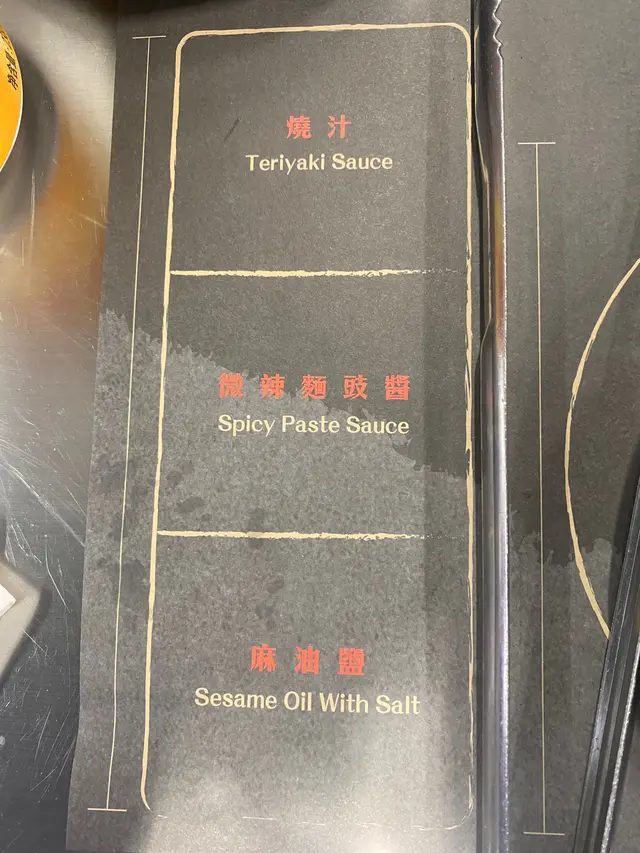 燒汁
Teriyaki Sauce
微辣麵豉醬
Spicy Paste Sauce
麻油鹽
Sesame Oil With Salt